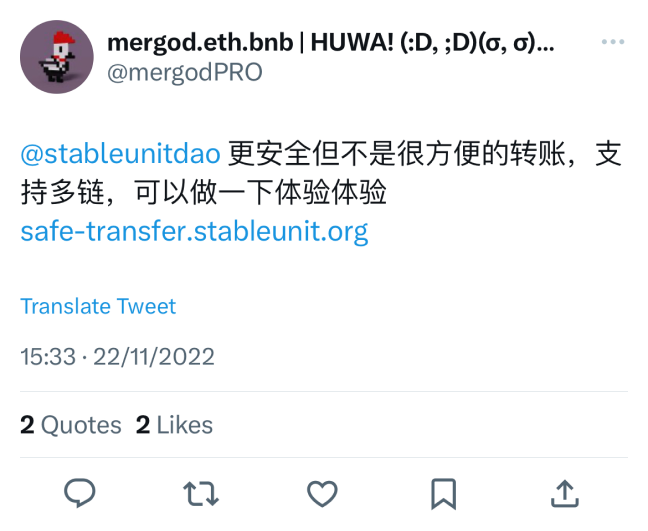 mergod.eth.bnb | HUWA! (:D, ;D)(σ, σ)...
@mergodPRO
@stableunitdao 更安全但不是很方便的转账，支
持多链，可以做一下体验体验
safe-transfer.stableunit.org
Translate Tweet
15:33 · 22/11/2022
2 Quotes 2 Likes